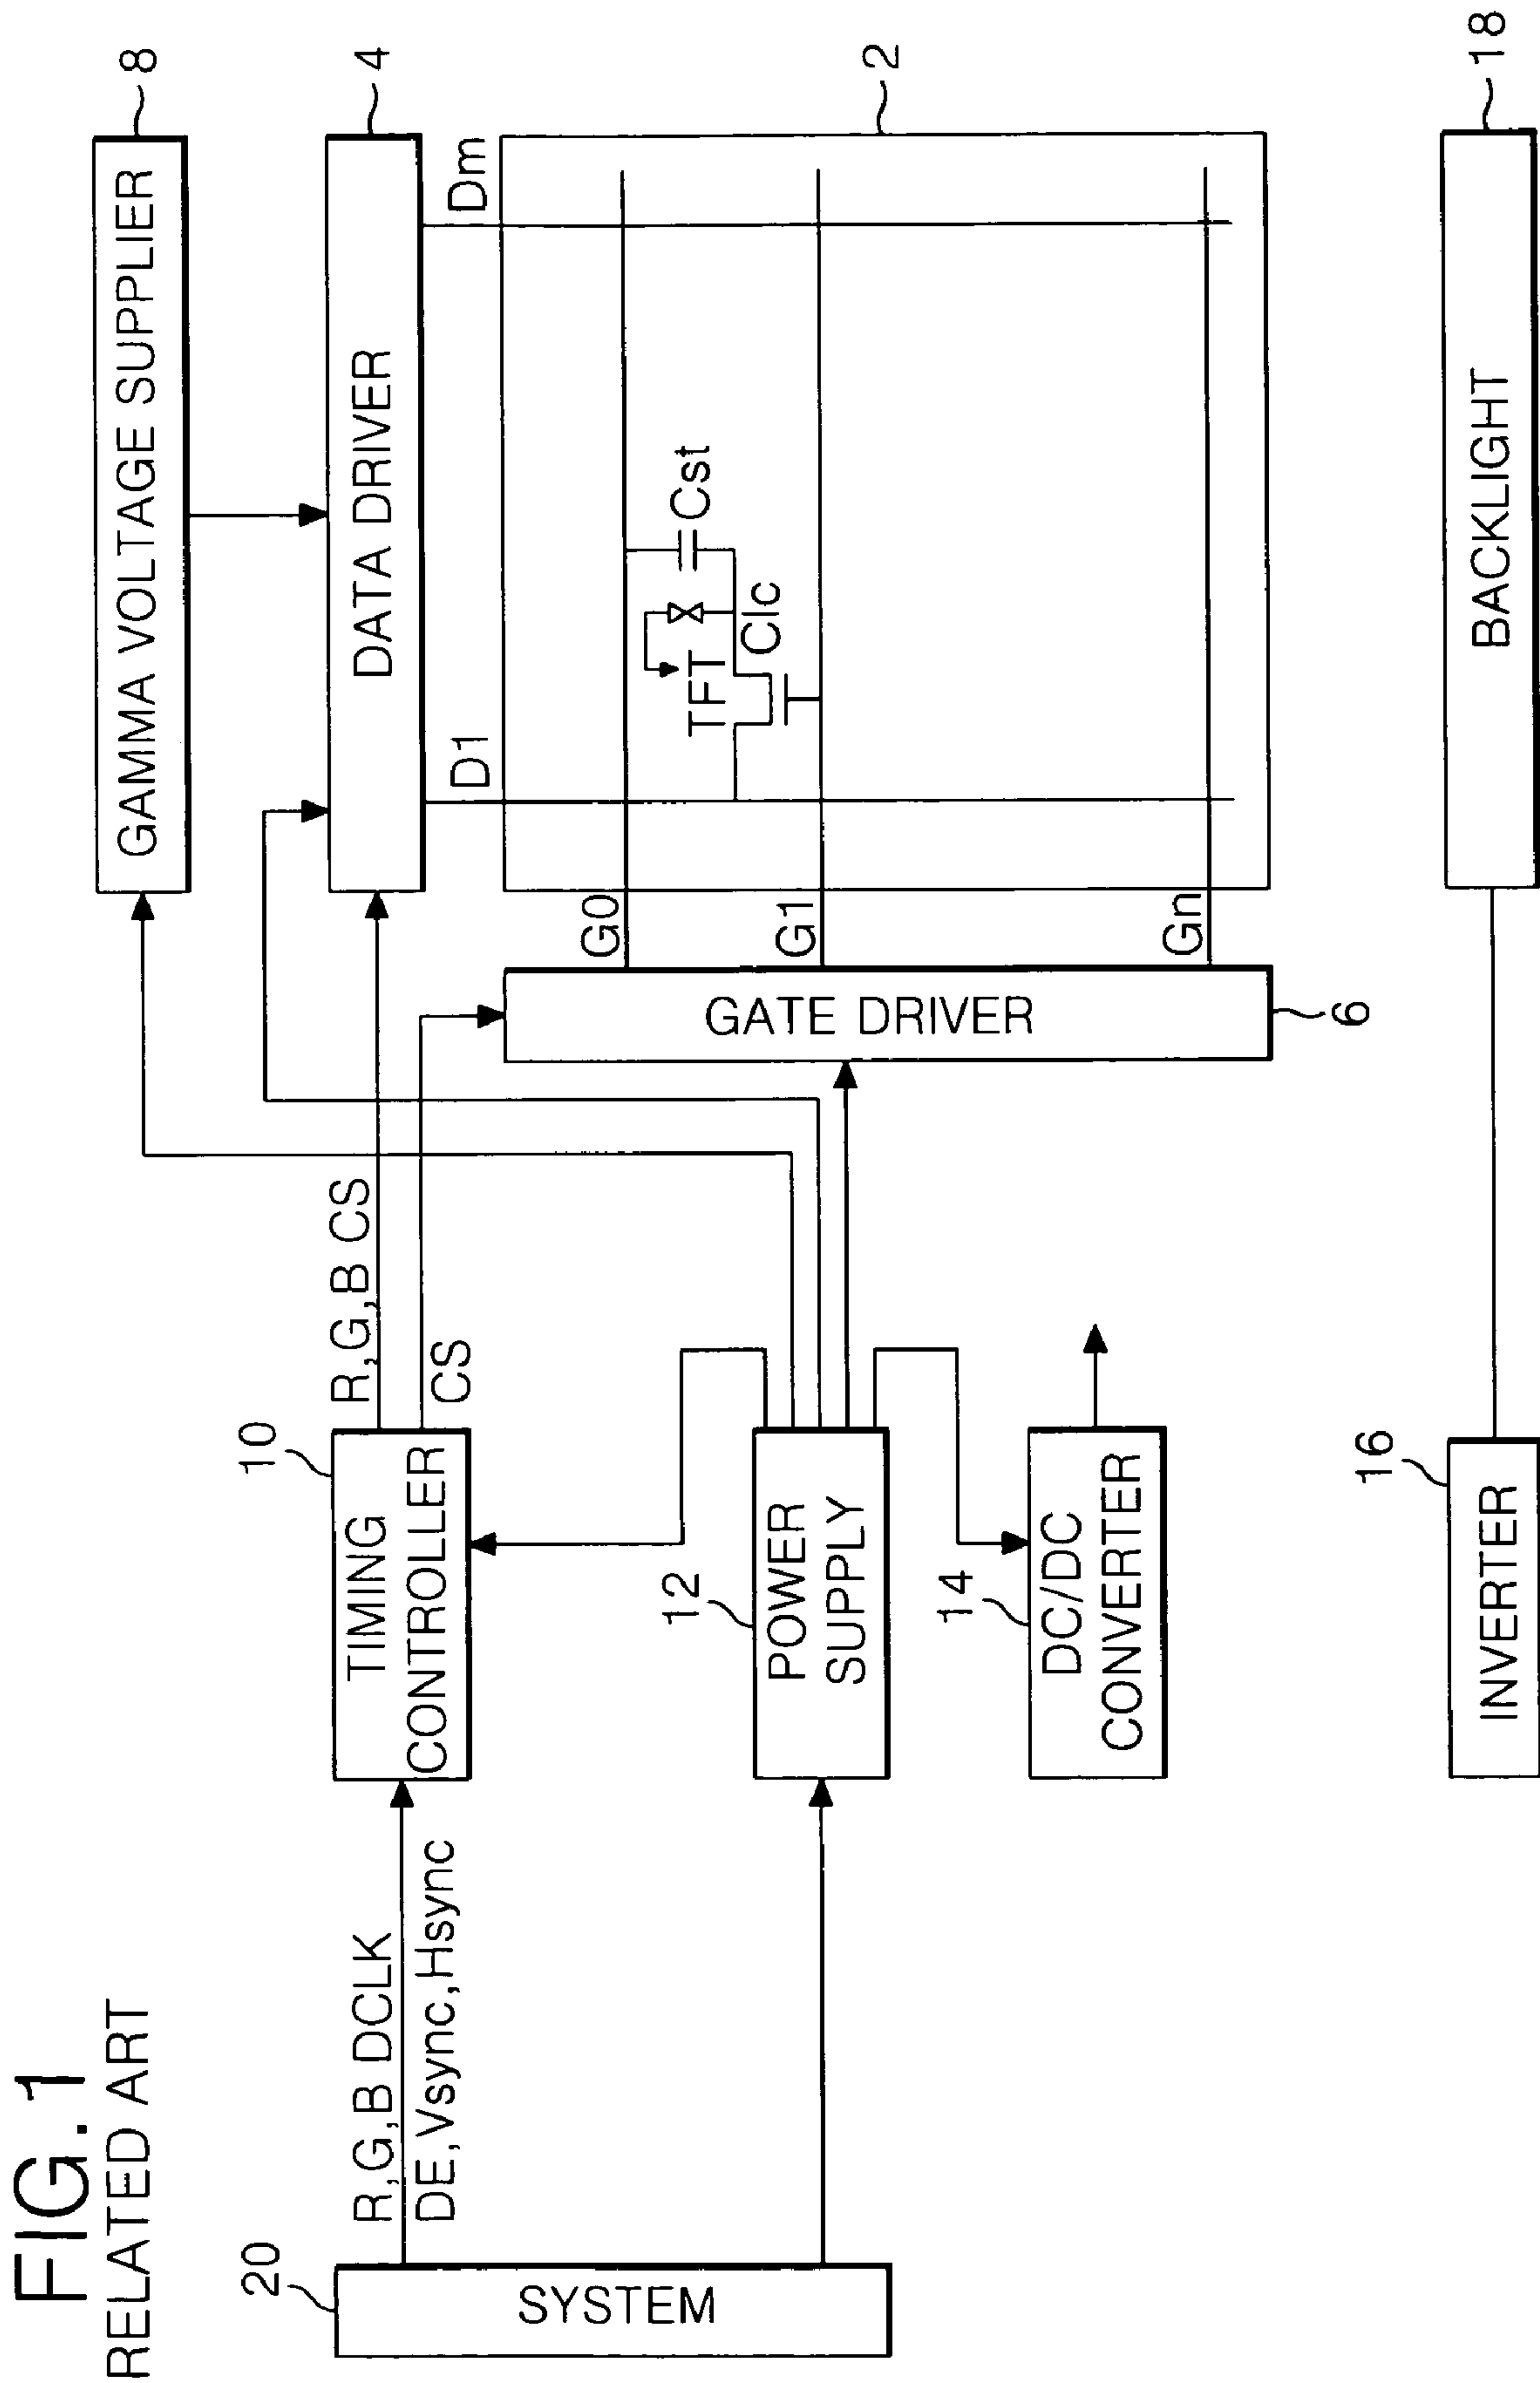 FIG.1
RELATED ART
20
SYSTEM
R,G,B DCLK
DE,Vsync,Hsync
10
TIMING
CONTROLLER
R,G,B CS
CS
12
POWER
SUPPLY
14
DC/DC
CONVERTER
16
INVERTER
GAMMA VOLTAGE SUPPLIER
8
DATA DRIVER
4
D1
Dm
G0
G1
Gn
GATE DRIVER
6
TFT
Clc
Cst
2
BACKLIGHT
18